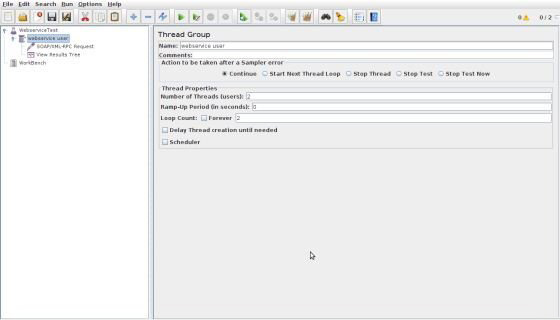 File Edit Search Run Options Help
0 0 / 2
WebserviceTest
webservice user
SOAP/XML-RPC Request
View Results Tree
WorkBench
Thread Group
Name: webservice user
Comments:
Action to be taken after a Sampler error
Continue Start Next Thread Loop Stop Thread Stop Test Stop Test Now
Thread Properties
Number of Threads (users): 2
Ramp-Up Period (in seconds): 0
Loop Count: Forever 2
Delay Thread creation until needed
Scheduler